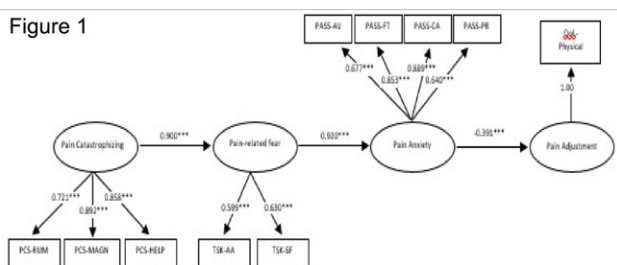 Figure 1
PASS-AV PASS-FT PASS-CA PASS-PR
QoL-
Physical
0.677*** 0.853*** 0.889*** 0.640***
1.00
Pain Catastrophizing 0.900*** Pain-related fear 0.920*** Pain Anxiety -0.391*** Pain Adjustment
0.721*** 0.892*** 0.858***
0.599*** 0.630***
PCS-RUM PCS-MAGN PCS-HELP TSK-AA TSK-SF